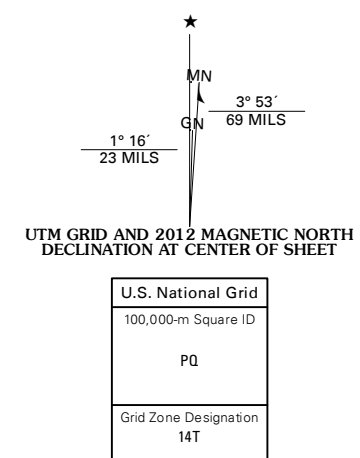 ★
MN
3° 53´
69 MILS
GN
1° 16´
23 MILS
UTM GRID AND 2012 MAGNETIC NORTH
DECLINATION AT CENTER OF SHEET
U.S. National Grid
100,000-m Square ID
PQ
Grid Zone Designation
14T